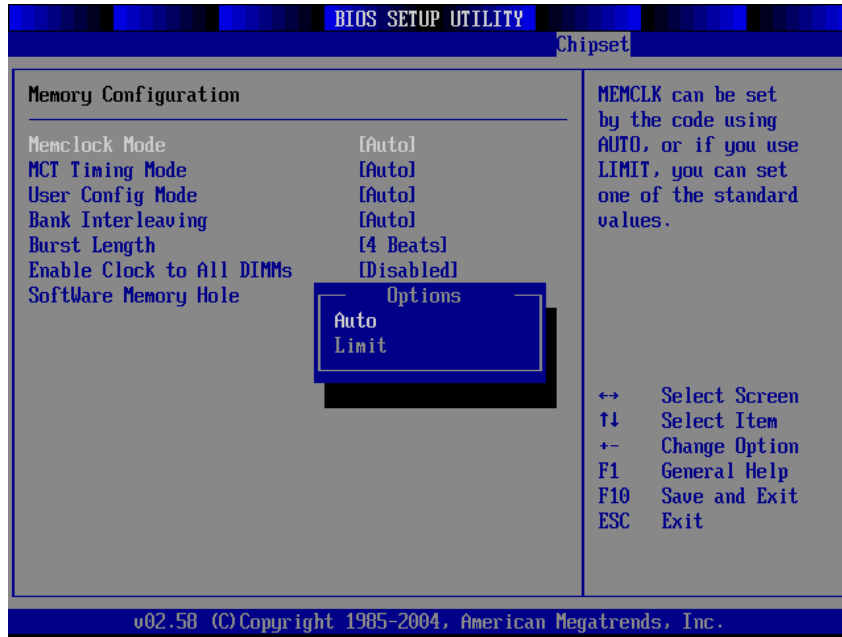 BIOS SETUP UTILITY
Chipset
Memory Configuration
Memclock Mode [Auto]
MCT Timing Mode [Auto]
User Config Mode [Auto]
Bank Interleaving [Auto]
Burst Length [4 Beats]
Enable Clock to All DIMMs [Disabled]
SoftWare Memory Hole
Options
Auto
Limit
MEMCLK can be set
by the code using
AUTO, or if you use
LIMIT, you can set
one of the standard
values.
↔ Select Screen
↑↓ Select Item
+- Change Option
F1 General Help
F10 Save and Exit
ESC Exit
v02.58 (C)Copyright 1985-2004, American Megatrends, Inc.